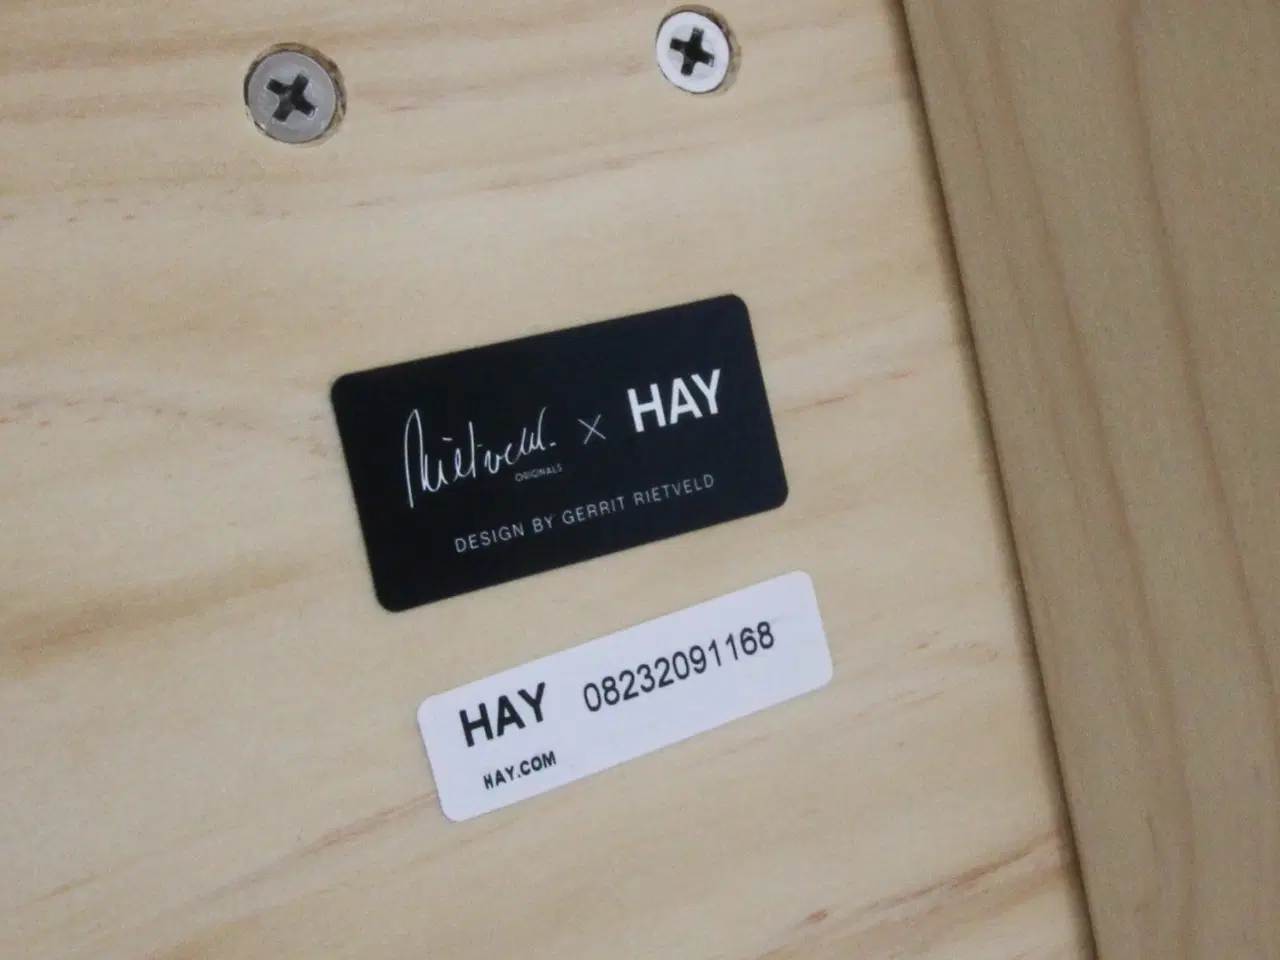 Rietveld. X HAY
ORIGINALS
DESIGN BY GERRIT RIETVELD
HAY 08232091168
HAY.COM